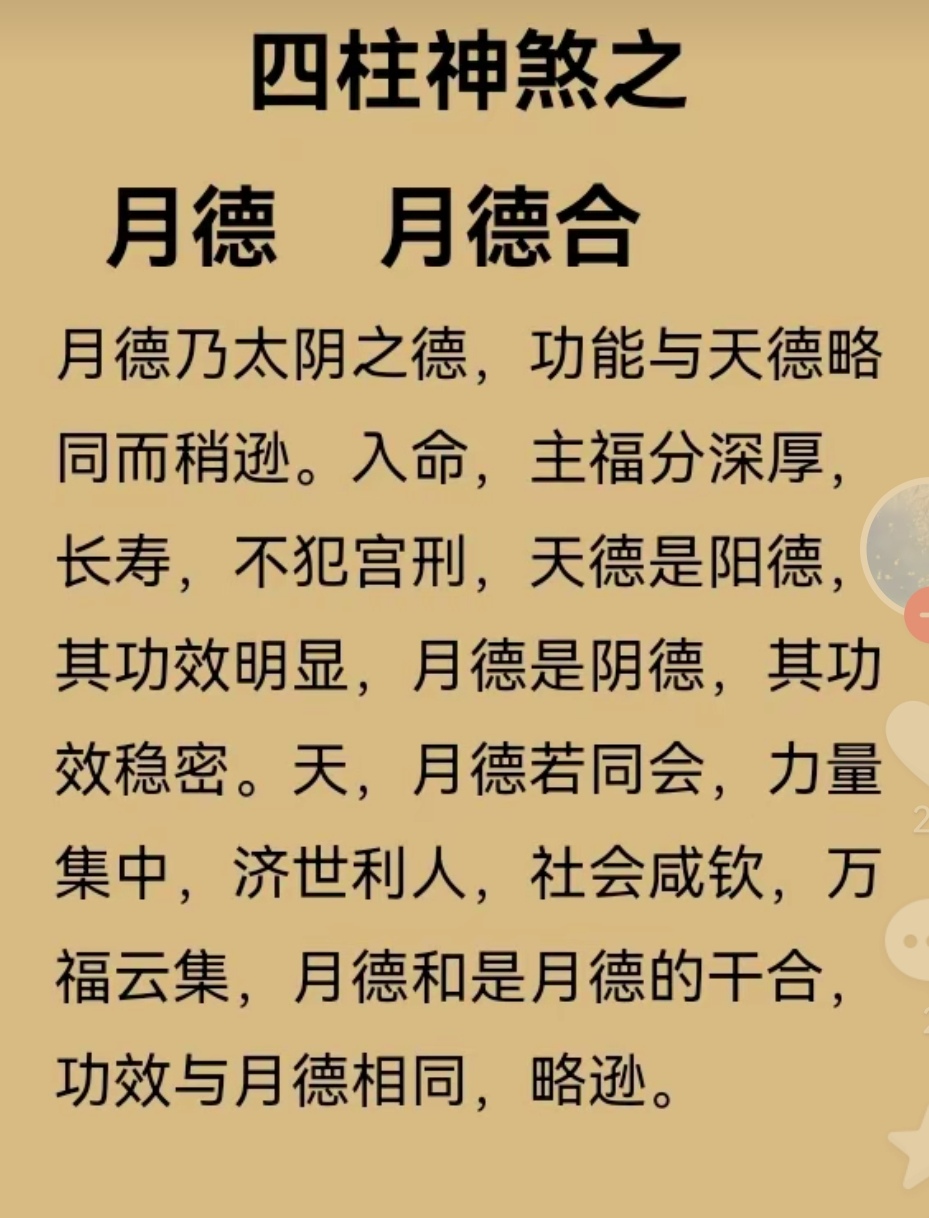 四柱神煞之
月德 月德合
月德乃太阴之德，功能与天德略
同而稍逊。入命，主福分深厚，
长寿，不犯宫刑，天德是阳德，
其功效明显，月德是阴德，其功
效稳密。天，月德若同会，力量
集中，济世利人，社会咸钦，万
福云集，月德和是月德的干合，
功效与月德相同，略逊。